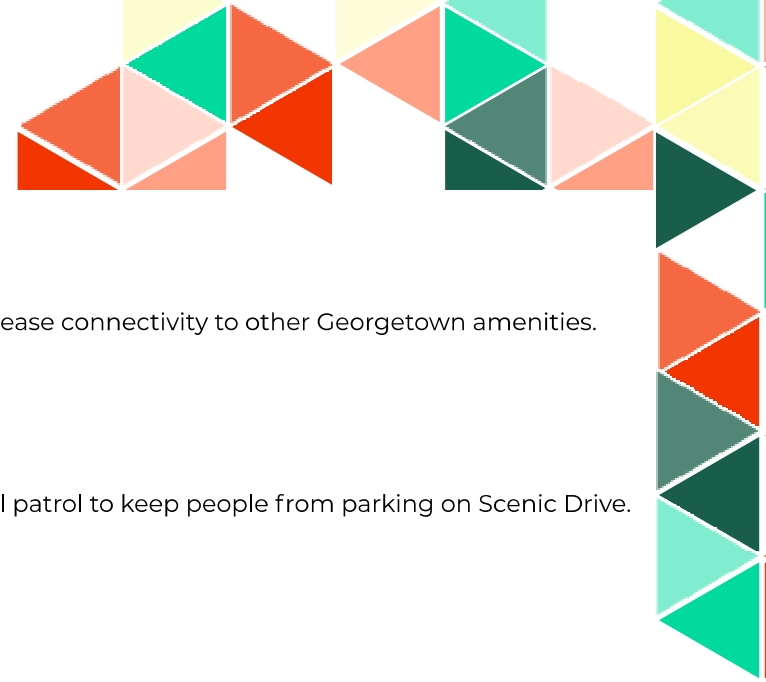 ease connectivity to other Georgetown amenities.
l patrol to keep people from parking on Scenic Drive.